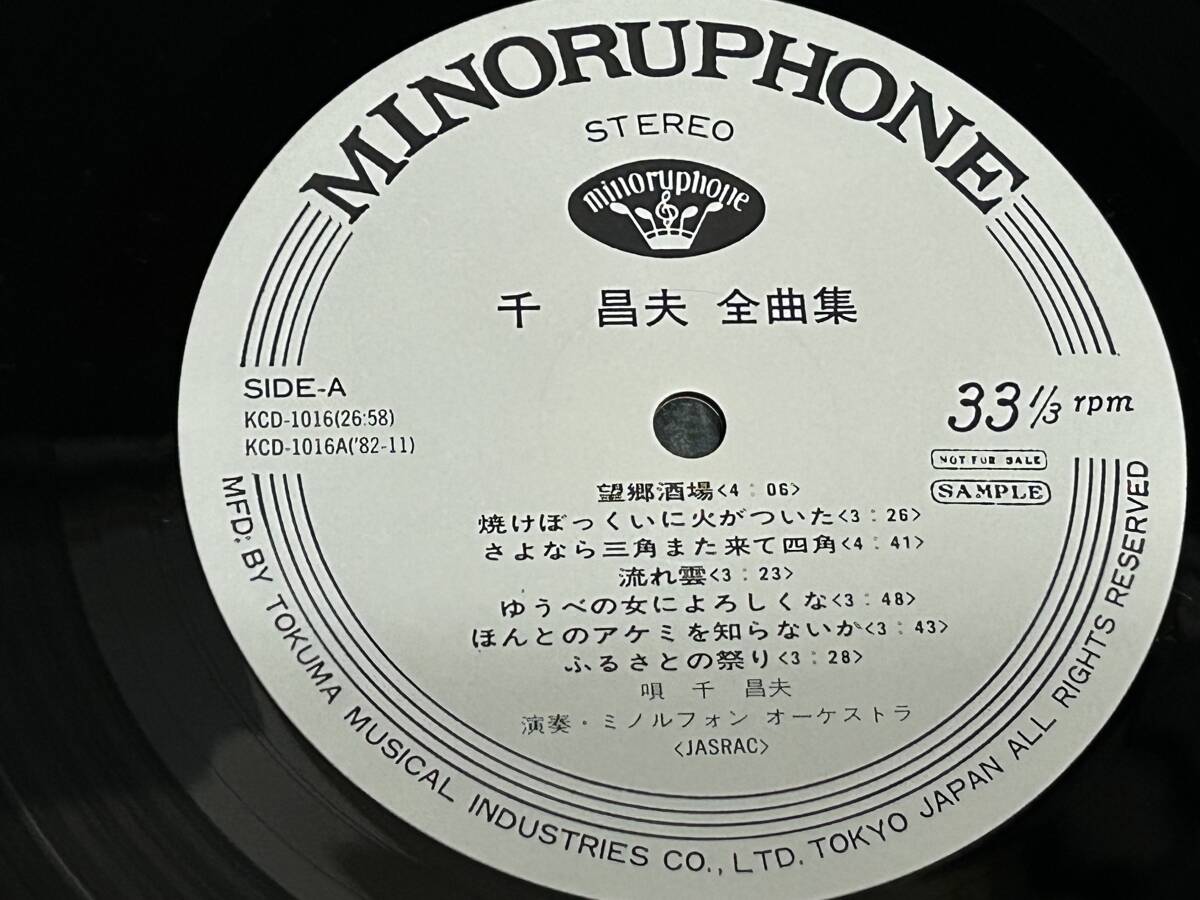 MINORUPHONE
STEREO
minoruphone
千 昌夫 全曲集
SIDE-A
KCD-1016(26:58)
KCD-1016A('82-11)
33 1/3 rpm
NOT FOR SALE
SAMPLE
望郷酒場<4:06>
焼けぼっくいに火がついた<3:26>
さよなら三角また来て四角<4:41>
流れ雲<3:23>
ゆうべの女によろしくな<3:48>
ほんとのアケミを知らないか<3:43>
ふるさとの祭り<3:28>
唄 千 昌夫
演奏・ミノルフォン オーケストラ
<JASRAC>
MFD: BY TOKUMA MUSICAL INDUSTRIES CO., LTD. TOKYO JAPAN ALL RIGHTS RESERVED